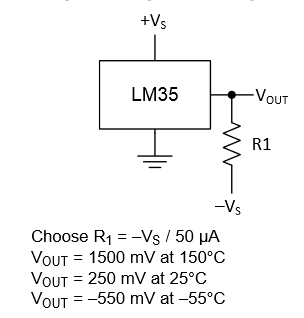 +VS
LM35
VOUT
R1
–VS
Choose R1 = –VS / 50 µA
VOUT = 1500 mV at 150°C
VOUT = 250 mV at 25°C
VOUT = –550 mV at –55°C